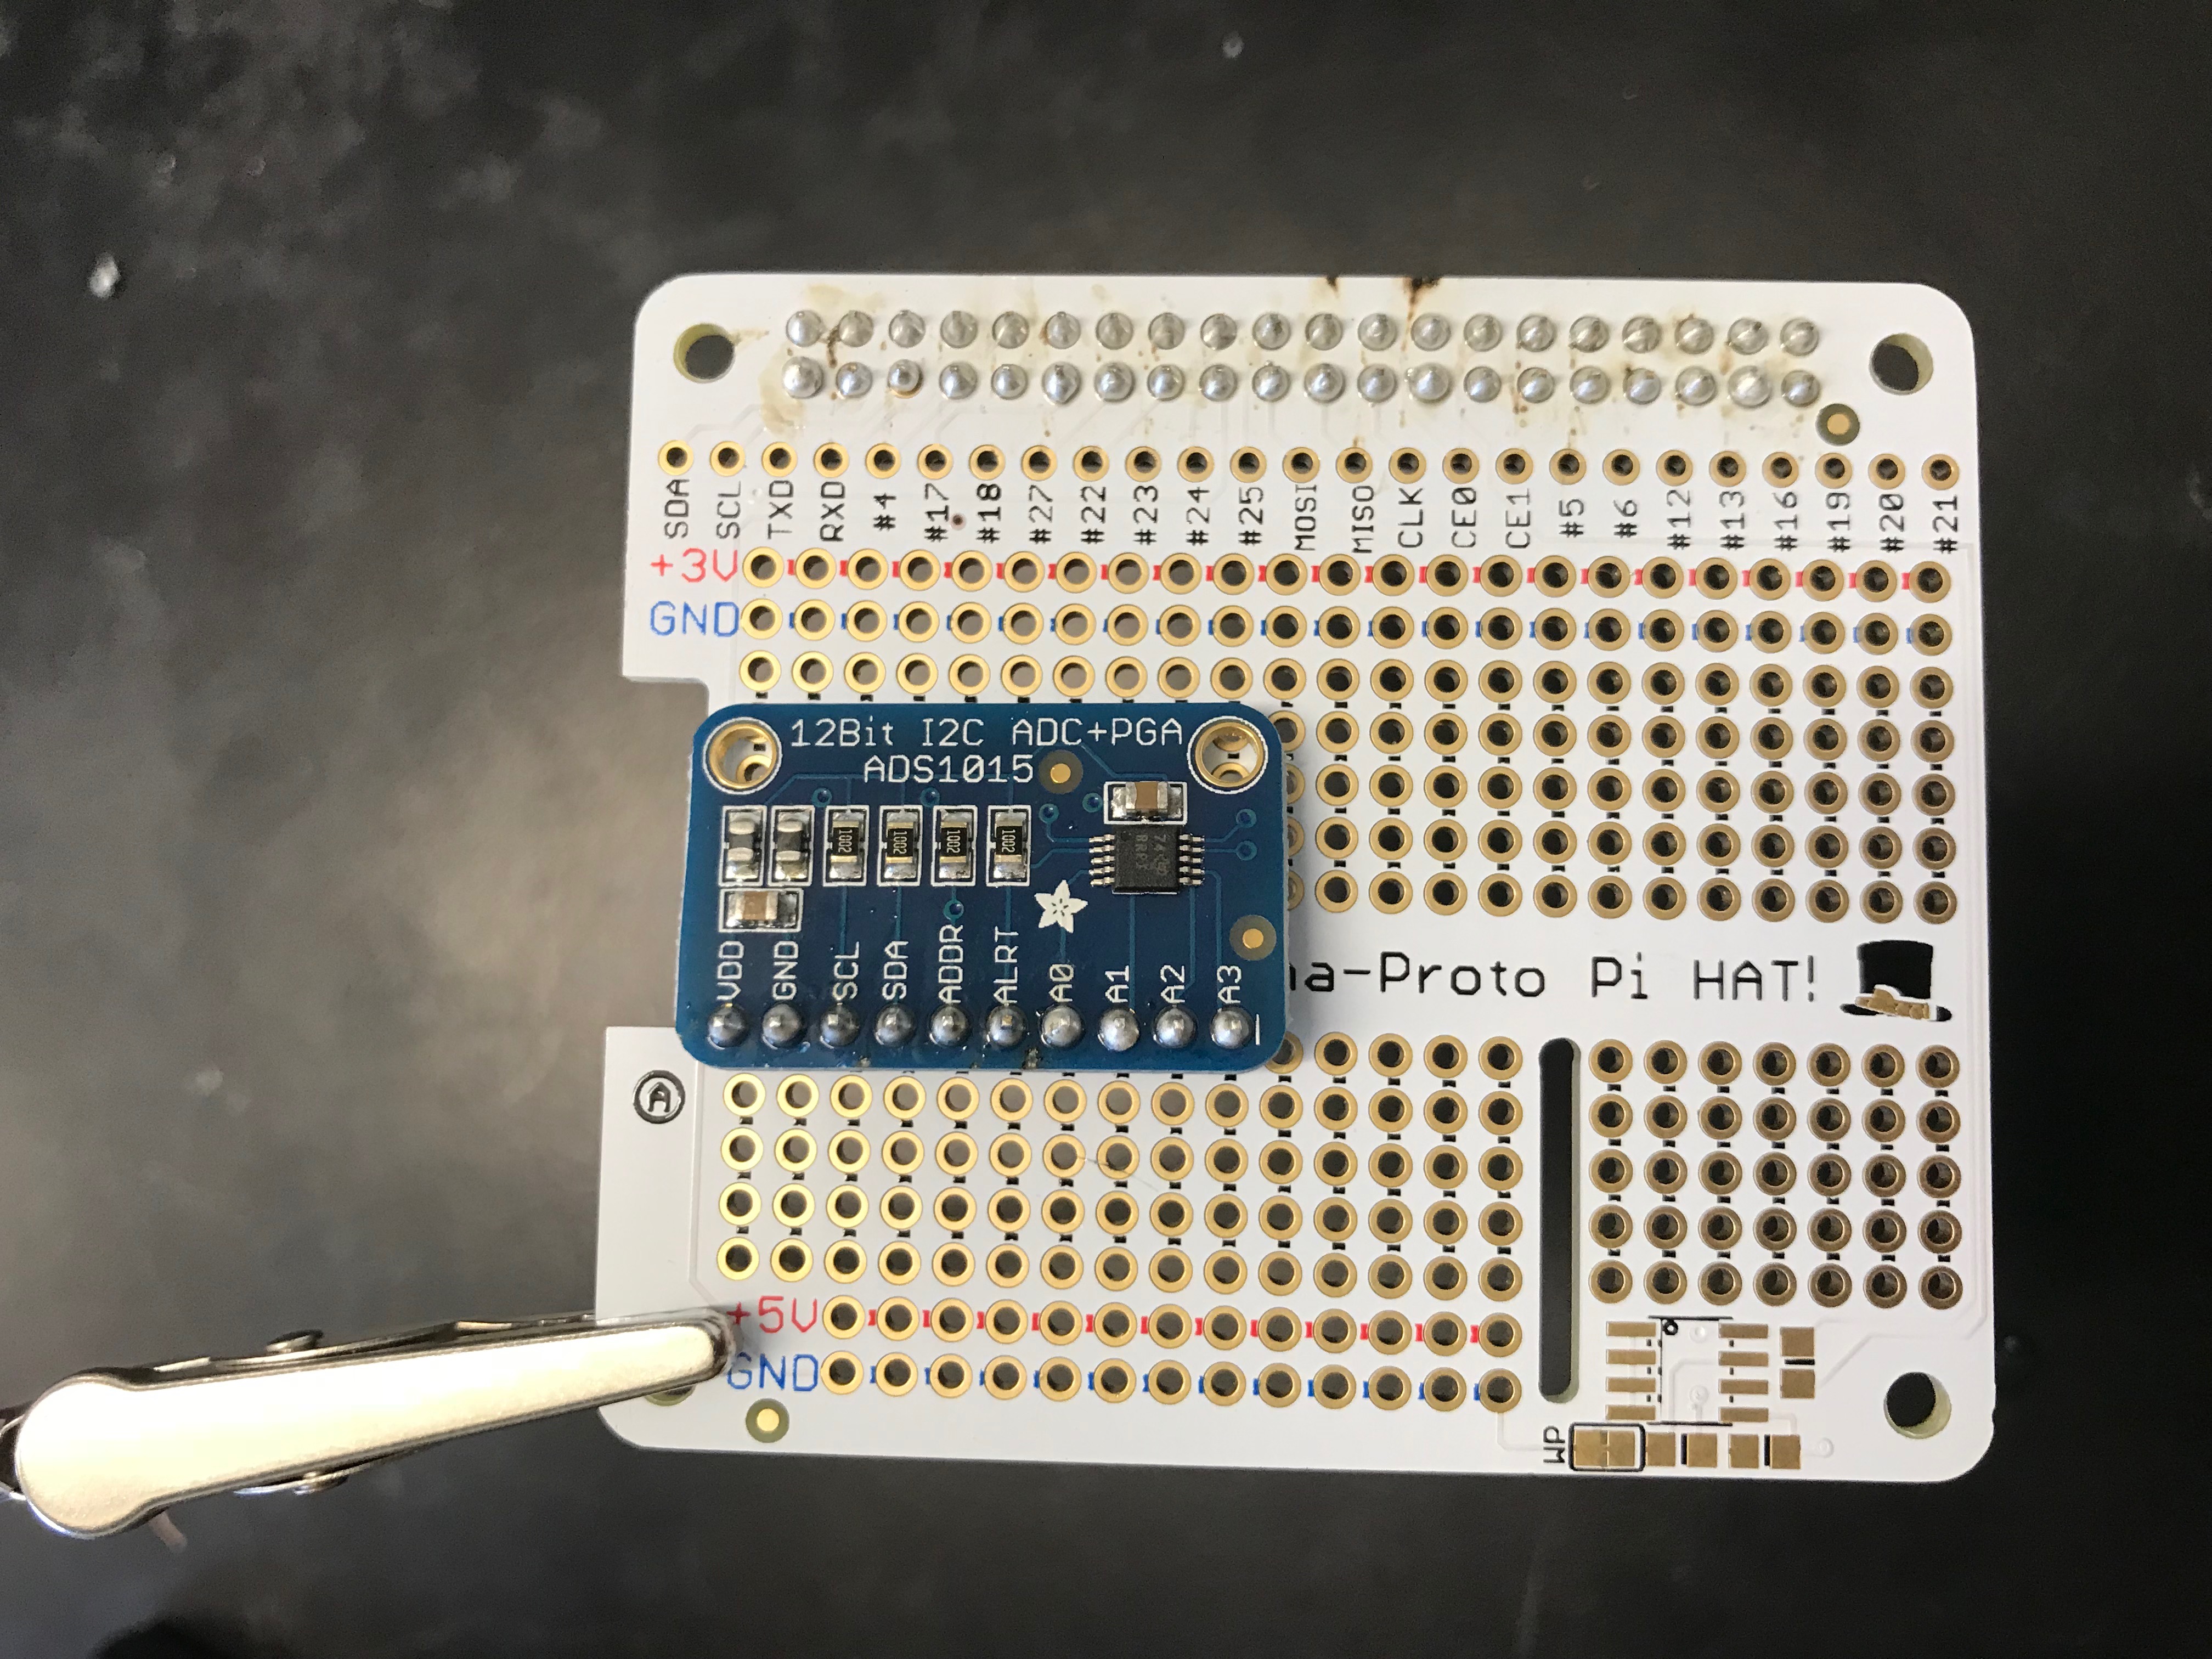 A
GND
+5V
GND
+3V
SDA
SCL
TXD
RXD
#4
#17
#18
#27
#22
#23
#24
#25
MOSI
MISO
CLK
CE0
CE1
#5
#6
#12
#13
#16
#19
#20
#21
VDD
GND
SCL
SDA
ADDR
ALRT
A0
A1
A2
A3
1002
1002
1002
1002
12Bit I2C ADC+PGA
ADS1015
-Proto Pi HAT!
WP